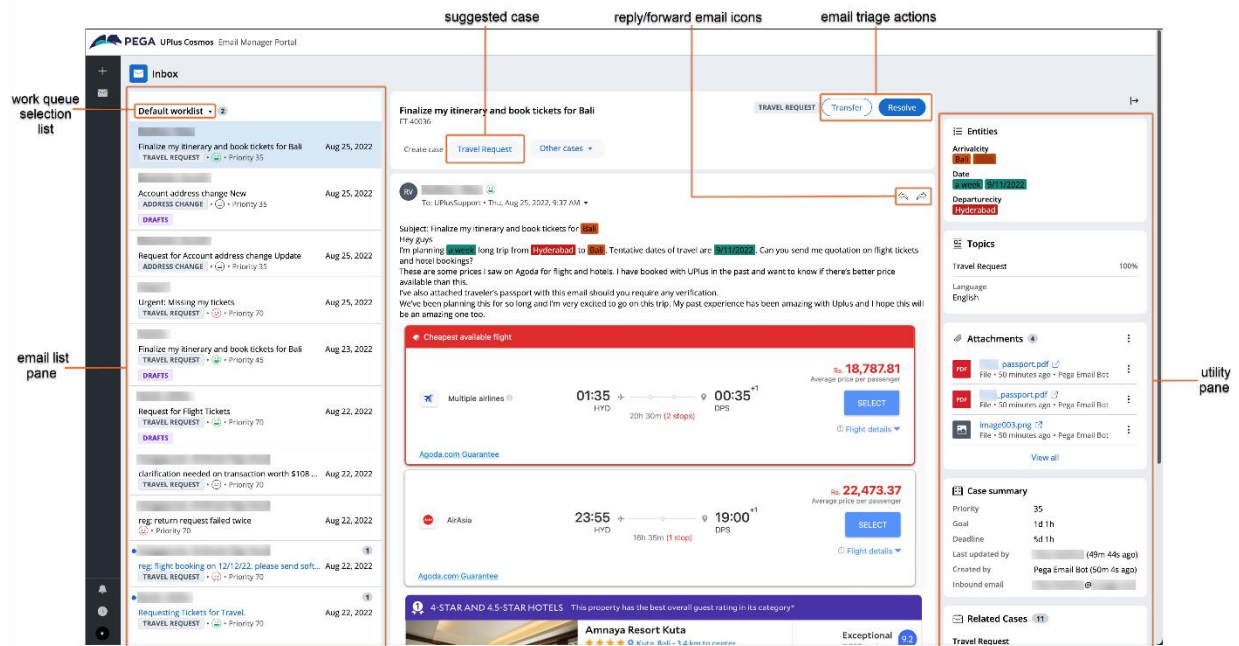 suggested case
reply/forward email icons
email triage actions
PEGA UPlus Cosmos Email Manager Portal
Inbox
work queue
selection
list
Default worklist 2
Finalize my itinerary and book tickets for Bali Aug 25, 2022
TRAVEL REQUEST • • Priority 35
Account address change New Aug 25, 2022
ADDRESS CHANGE • • Priority 35
DRAFTS
Request for Account address change Update Aug 25, 2022
ADDRESS CHANGE • • Priority 35
Urgent: Missing my tickets Aug 25, 2022
TRAVEL REQUEST • • Priority 70
email list
pane
Finalize my itinerary and book tickets for Bali Aug 23, 2022
TRAVEL REQUEST • • Priority 45
DRAFTS
Request for Flight Tickets Aug 22, 2022
TRAVEL REQUEST • • Priority 70
DRAFTS
clarification needed on transaction worth $108 ... Aug 22, 2022
TRAVEL REQUEST • • Priority 70
reg: return request failed twice Aug 22, 2022
• Priority 70
1
reg: flight booking on 12/12/22, please send soft... Aug 22, 2022
TRAVEL REQUEST • • Priority 70
1
Requesting Tickets for Travel. Aug 22, 2022
TRAVEL REQUEST • • Priority 70
Finalize my itinerary and book tickets for Bali
ET-40036
TRAVEL REQUEST Transfer Resolve
Create case Travel Request Other cases
RV
To: UPlusSupport • Thu, Aug 25, 2022, 9:37 AM
Subject: Finalize my itinerary and book tickets for Bali
Hey guys
I'm planning a week long trip from Hyderabad to Bali. Tentative dates of travel are 9/11/2022. Can you send me quotation on flight tickets
and hotel bookings?
These are some prices I saw on Agoda for flight and hotels. I have booked with UPlus in the past and want to know if there's better price
available than this.
I've also attached traveler's passport with this email should you require any verification.
We've been planning this for so long and I'm very excited to go on this trip. My past experience has been amazing with Uplus and I hope this will
be an amazing one too.
Cheapest available flight
Rs. 18,787.81
Average price per passenger
Multiple airlines 01:35 00:35+1 SELECT
HYD DPS
20h 30m (2 stops)
Flight details
Agoda.com Guarantee
Rs. 22,473.37
Average price per passenger
AirAsia 23:55 19:00+1 SELECT
HYD DPS
16h 35m (1 stop)
Flight details
Agoda.com Guarantee
1 4-STAR AND 4.5-STAR HOTELS This property has the best overall guest rating in its category*
Amnaya Resort Kuta Exceptional 9.2
Kuta, Bali - 3.4 km to center
Entities
Arrivalcity
Bali
Date
a week 9/11/2022
Departurecity
Hyderabad
Topics
Travel Request 100%
Language
English
Attachments 4
PDF _passport.pdf
File • 50 minutes ago • Pega Email Bot
PDF _passport.pdf
File • 50 minutes ago • Pega Email Bot
image003.png
File • 50 minutes ago • Pega Email Bot
View all
utility
pane
Case summary
Priority 35
Goal 1d 1h
Deadline 5d 1h
Last updated by (49m 44s ago)
Created by Pega Email Bot (50m 4s ago)
Inbound email @
Related Cases 11
Travel Request